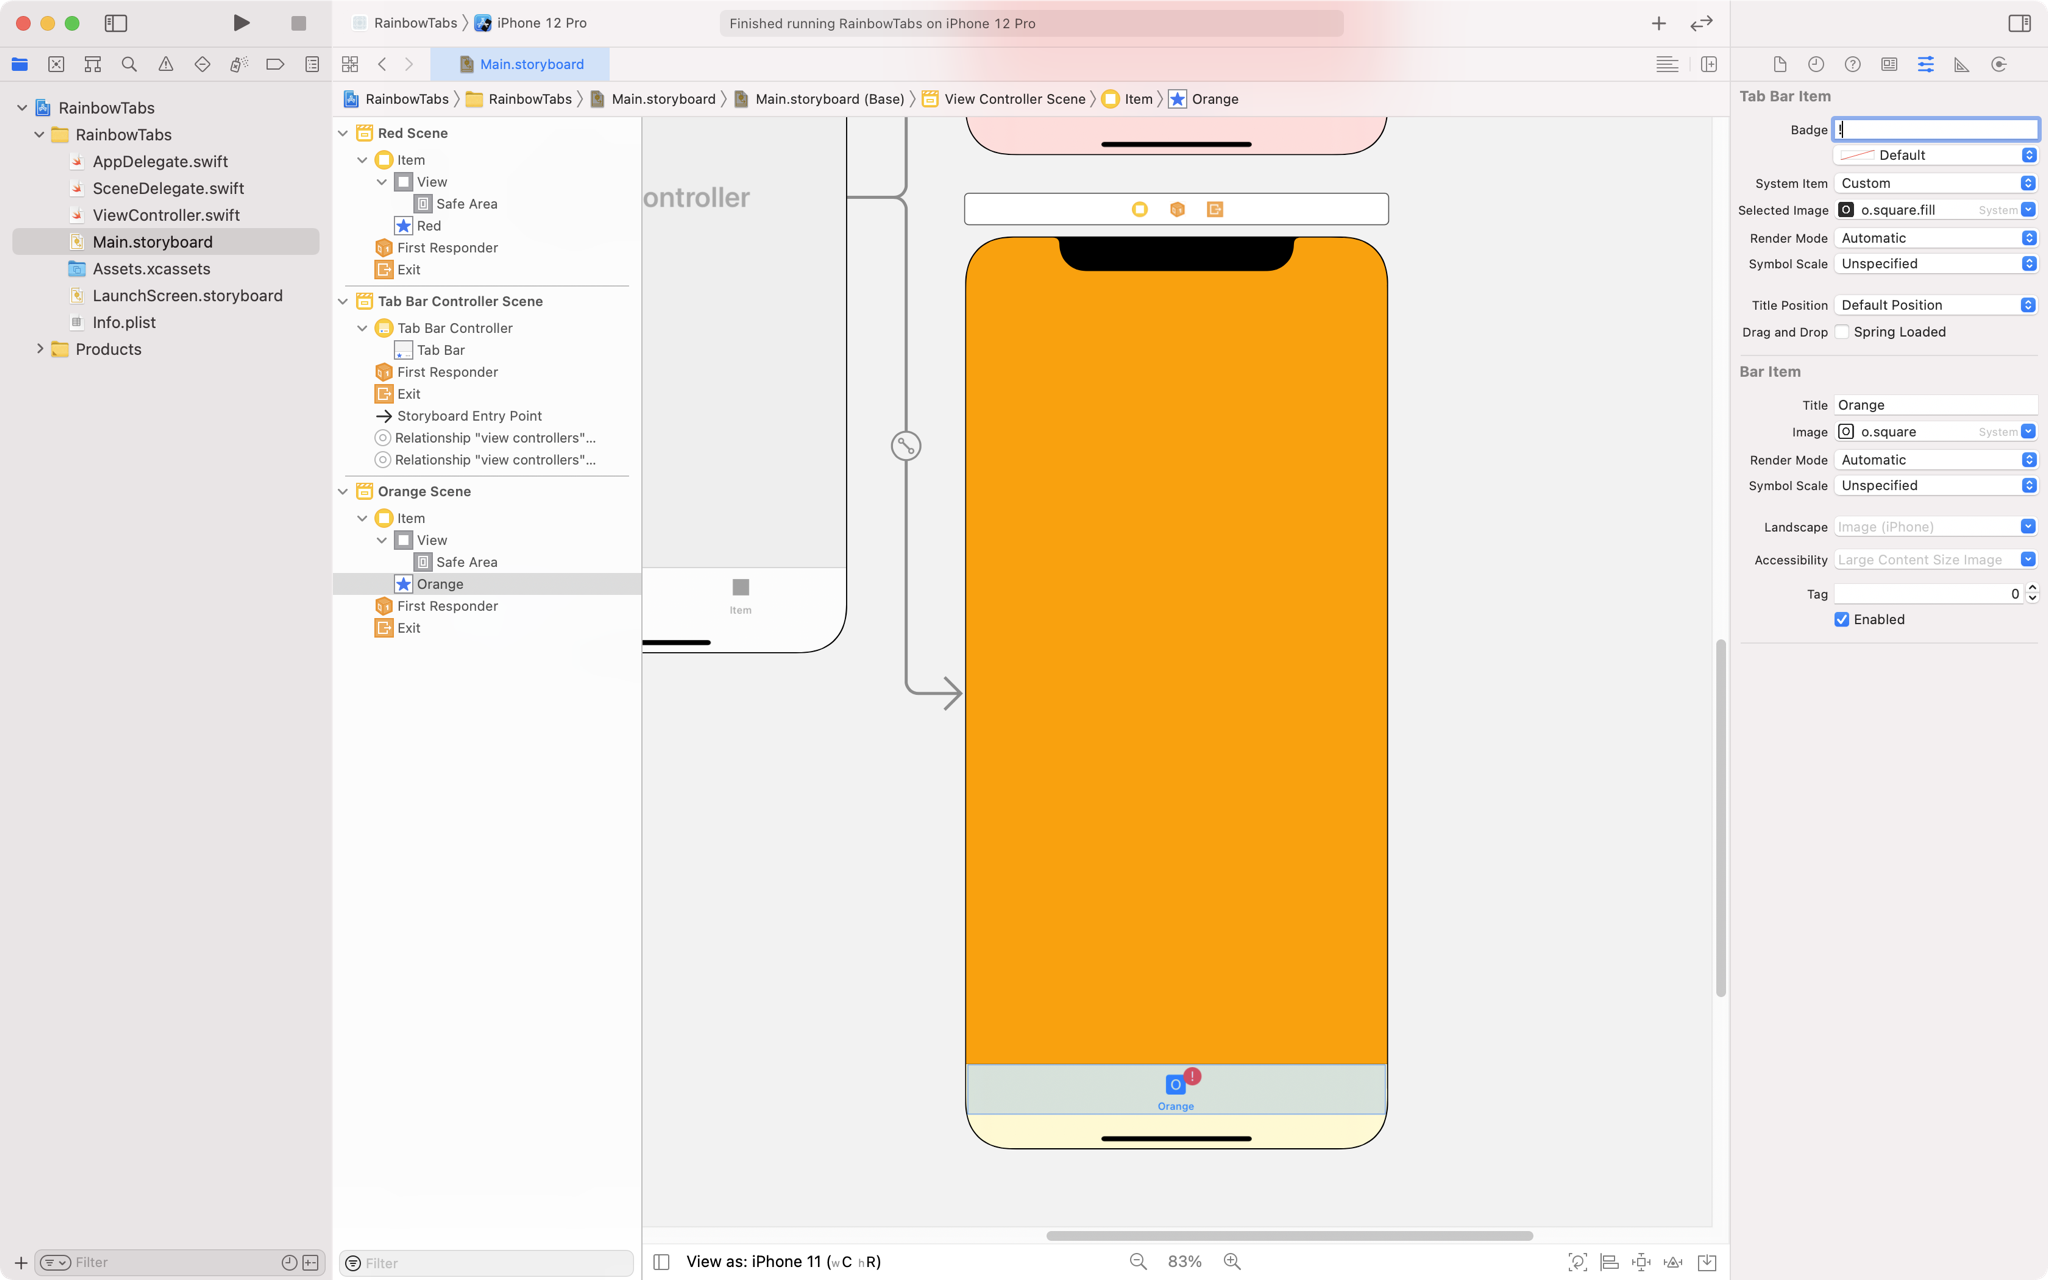 RainbowTabs
iPhone 12 Pro
Finished running RainbowTabs on iPhone 12 Pro
Main.storyboard
RainbowTabs
RainbowTabs
AppDelegate.swift
SceneDelegate.swift
ViewController.swift
Main.storyboard
Assets.xcassets
LaunchScreen.storyboard
Info.plist
Products
Filter
RainbowTabs
RainbowTabs
Main.storyboard
Main.storyboard (Base)
View Controller Scene
Item
Orange
Red Scene
Item
View
Safe Area
Red
First Responder
Exit
Tab Bar Controller Scene
Tab Bar Controller
Tab Bar
First Responder
Exit
Storyboard Entry Point
Relationship "view controllers"...
Relationship "view controllers"...
Orange Scene
Item
View
Safe Area
Orange
First Responder
Exit
Filter
ontroller
Item
O
!
Orange
View as: iPhone 11 (wC hR)
83%
Tab Bar Item
Badge !
Default
System Item Custom
Selected Image O o.square.fill System
Render Mode Automatic
Symbol Scale Unspecified
Title Position Default Position
Drag and Drop Spring Loaded
Bar Item
Title Orange
Image O o.square System
Render Mode Automatic
Symbol Scale Unspecified
Landscape Image (iPhone)
Accessibility Large Content Size Image
Tag 0
Enabled